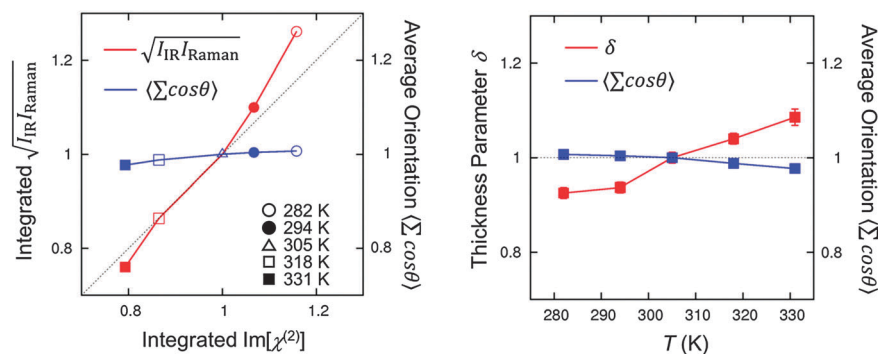 Integrated √I_IR I_Raman
1.2
1
0.8
√I_IR I_Raman
⟨∑cosθ⟩
282 K
294 K
305 K
318 K
331 K
1.2
1
0.8
Average Orientation ⟨∑ cosθ⟩
0.8 1 1.2
Integrated Im[χ⁽²⁾]
Thickness Parameter δ
1.2
1
0.8
δ
⟨∑cosθ⟩
1.2
1
0.8
Average Orientation ⟨∑ cosθ⟩
280 290 300 310 320 330
T (K)